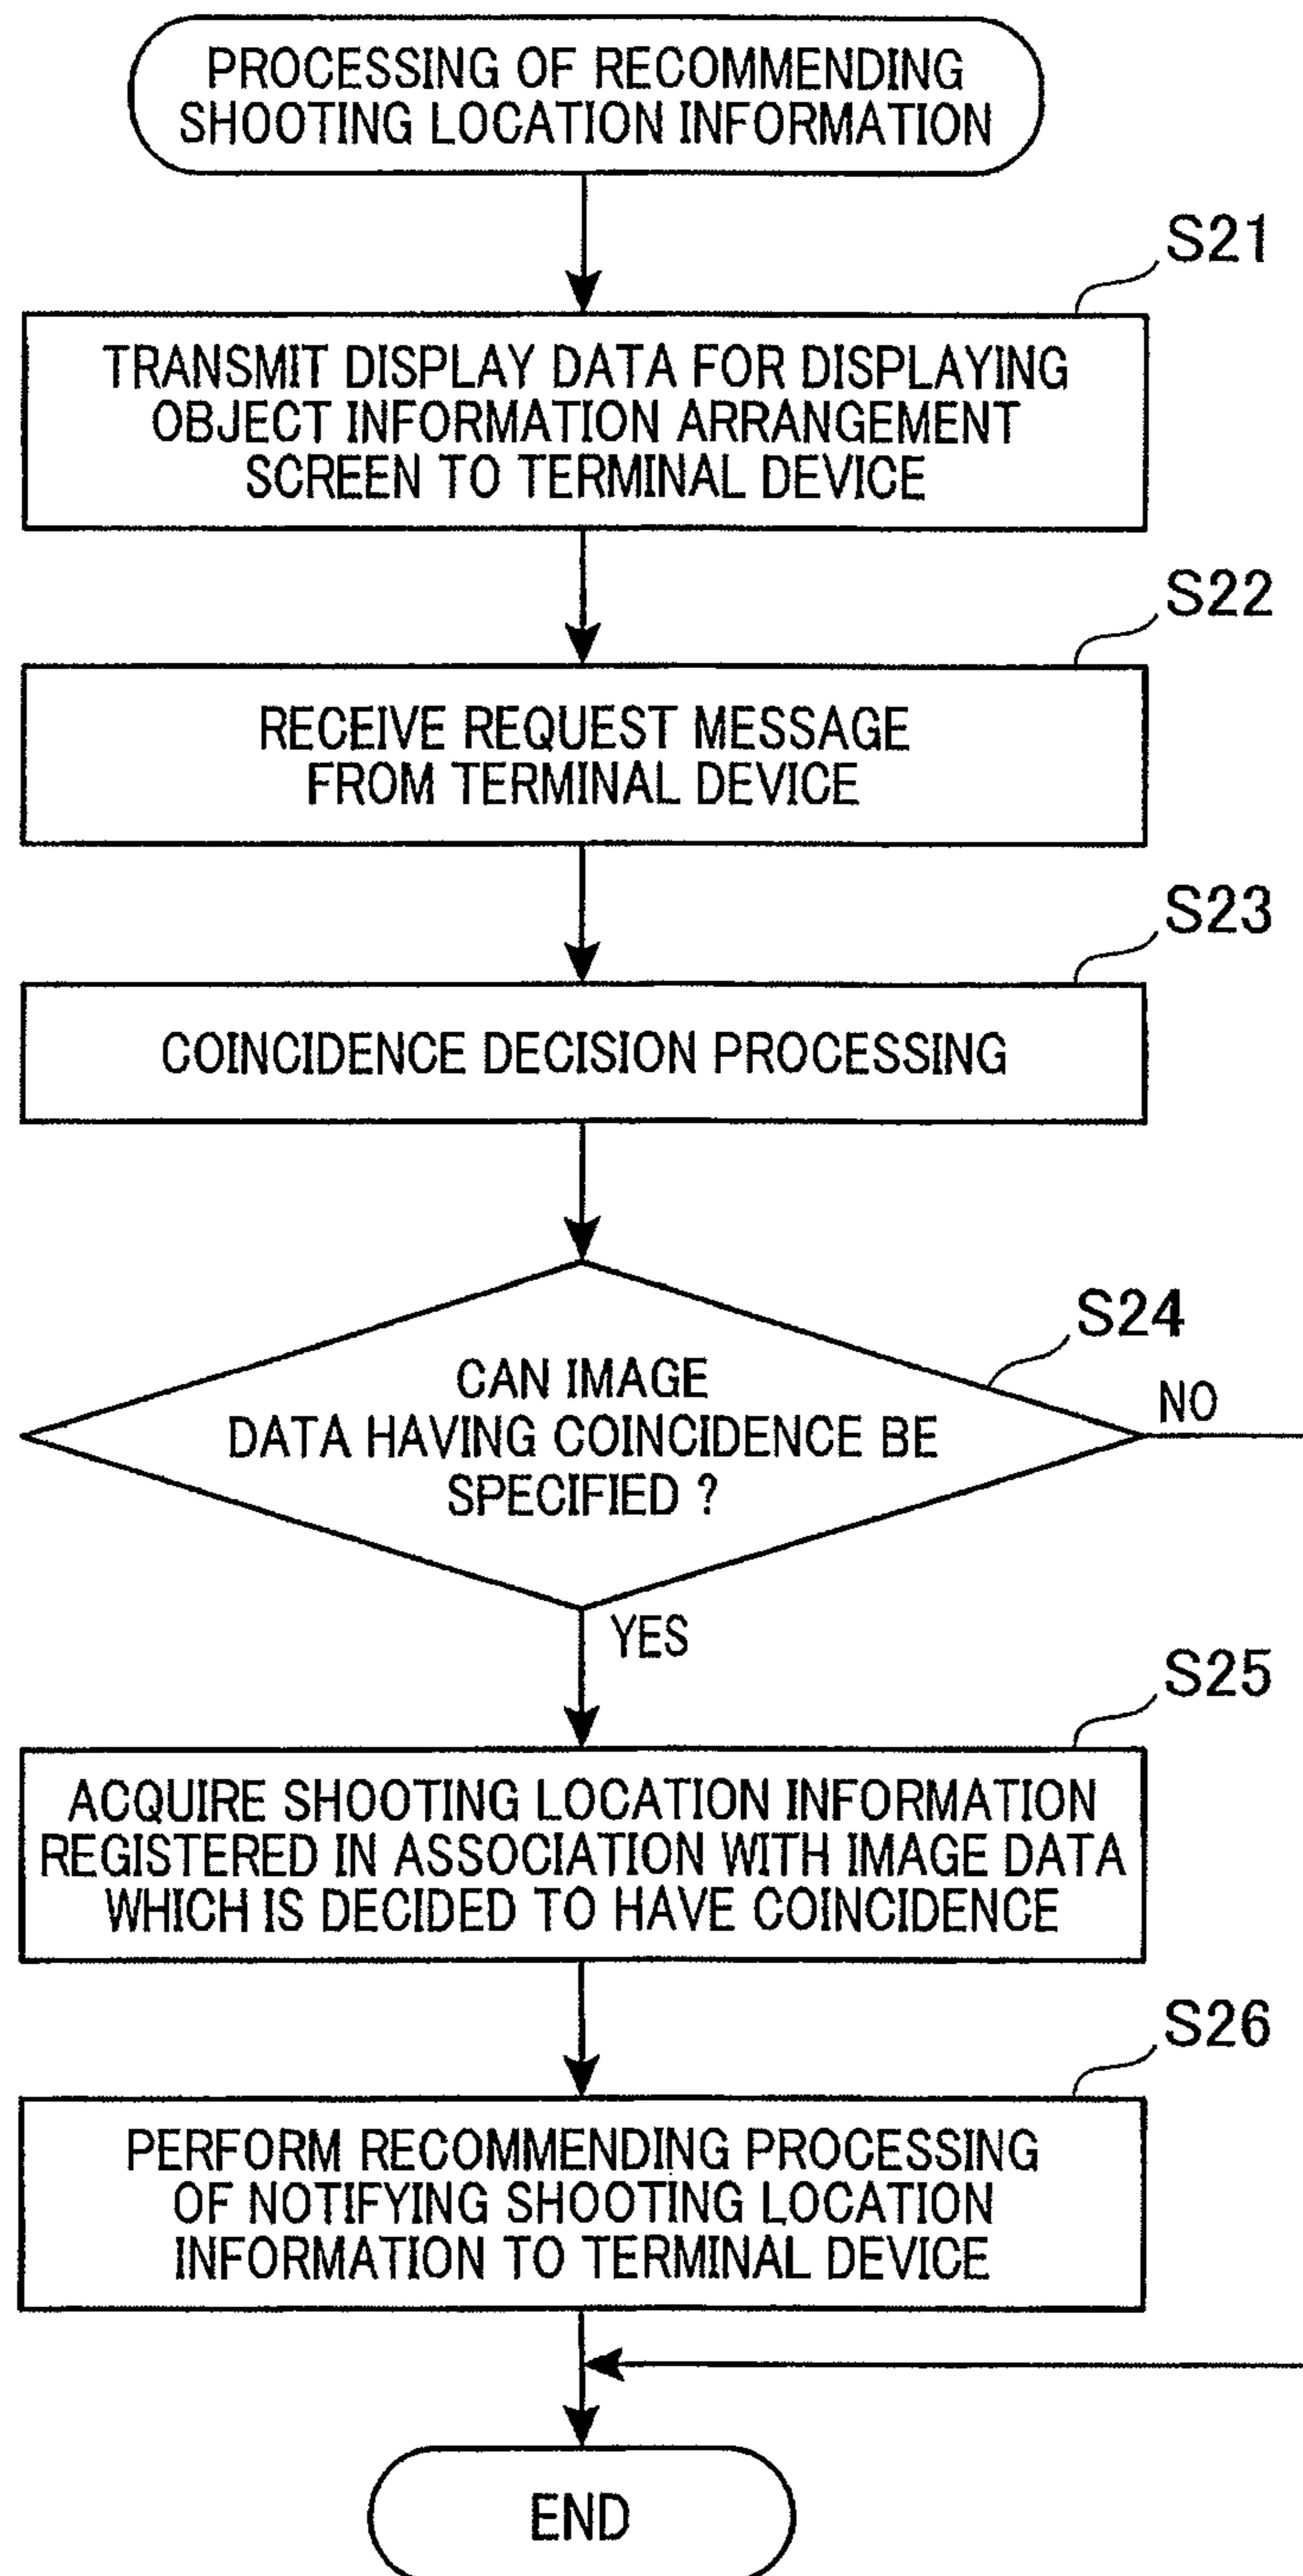 PROCESSING OF RECOMMENDING
SHOOTING LOCATION INFORMATION
S21
TRANSMIT DISPLAY DATA FOR DISPLAYING
OBJECT INFORMATION ARRANGEMENT
SCREEN TO TERMINAL DEVICE
S22
RECEIVE REQUEST MESSAGE
FROM TERMINAL DEVICE
S23
COINCIDENCE DECISION PROCESSING
S24
CAN IMAGE
DATA HAVING COINCIDENCE BE
SPECIFIED ?
NO
YES
S25
ACQUIRE SHOOTING LOCATION INFORMATION
REGISTERED IN ASSOCIATION WITH IMAGE DATA
WHICH IS DECIDED TO HAVE COINCIDENCE
S26
PERFORM RECOMMENDING PROCESSING
OF NOTIFYING SHOOTING LOCATION
INFORMATION TO TERMINAL DEVICE
END